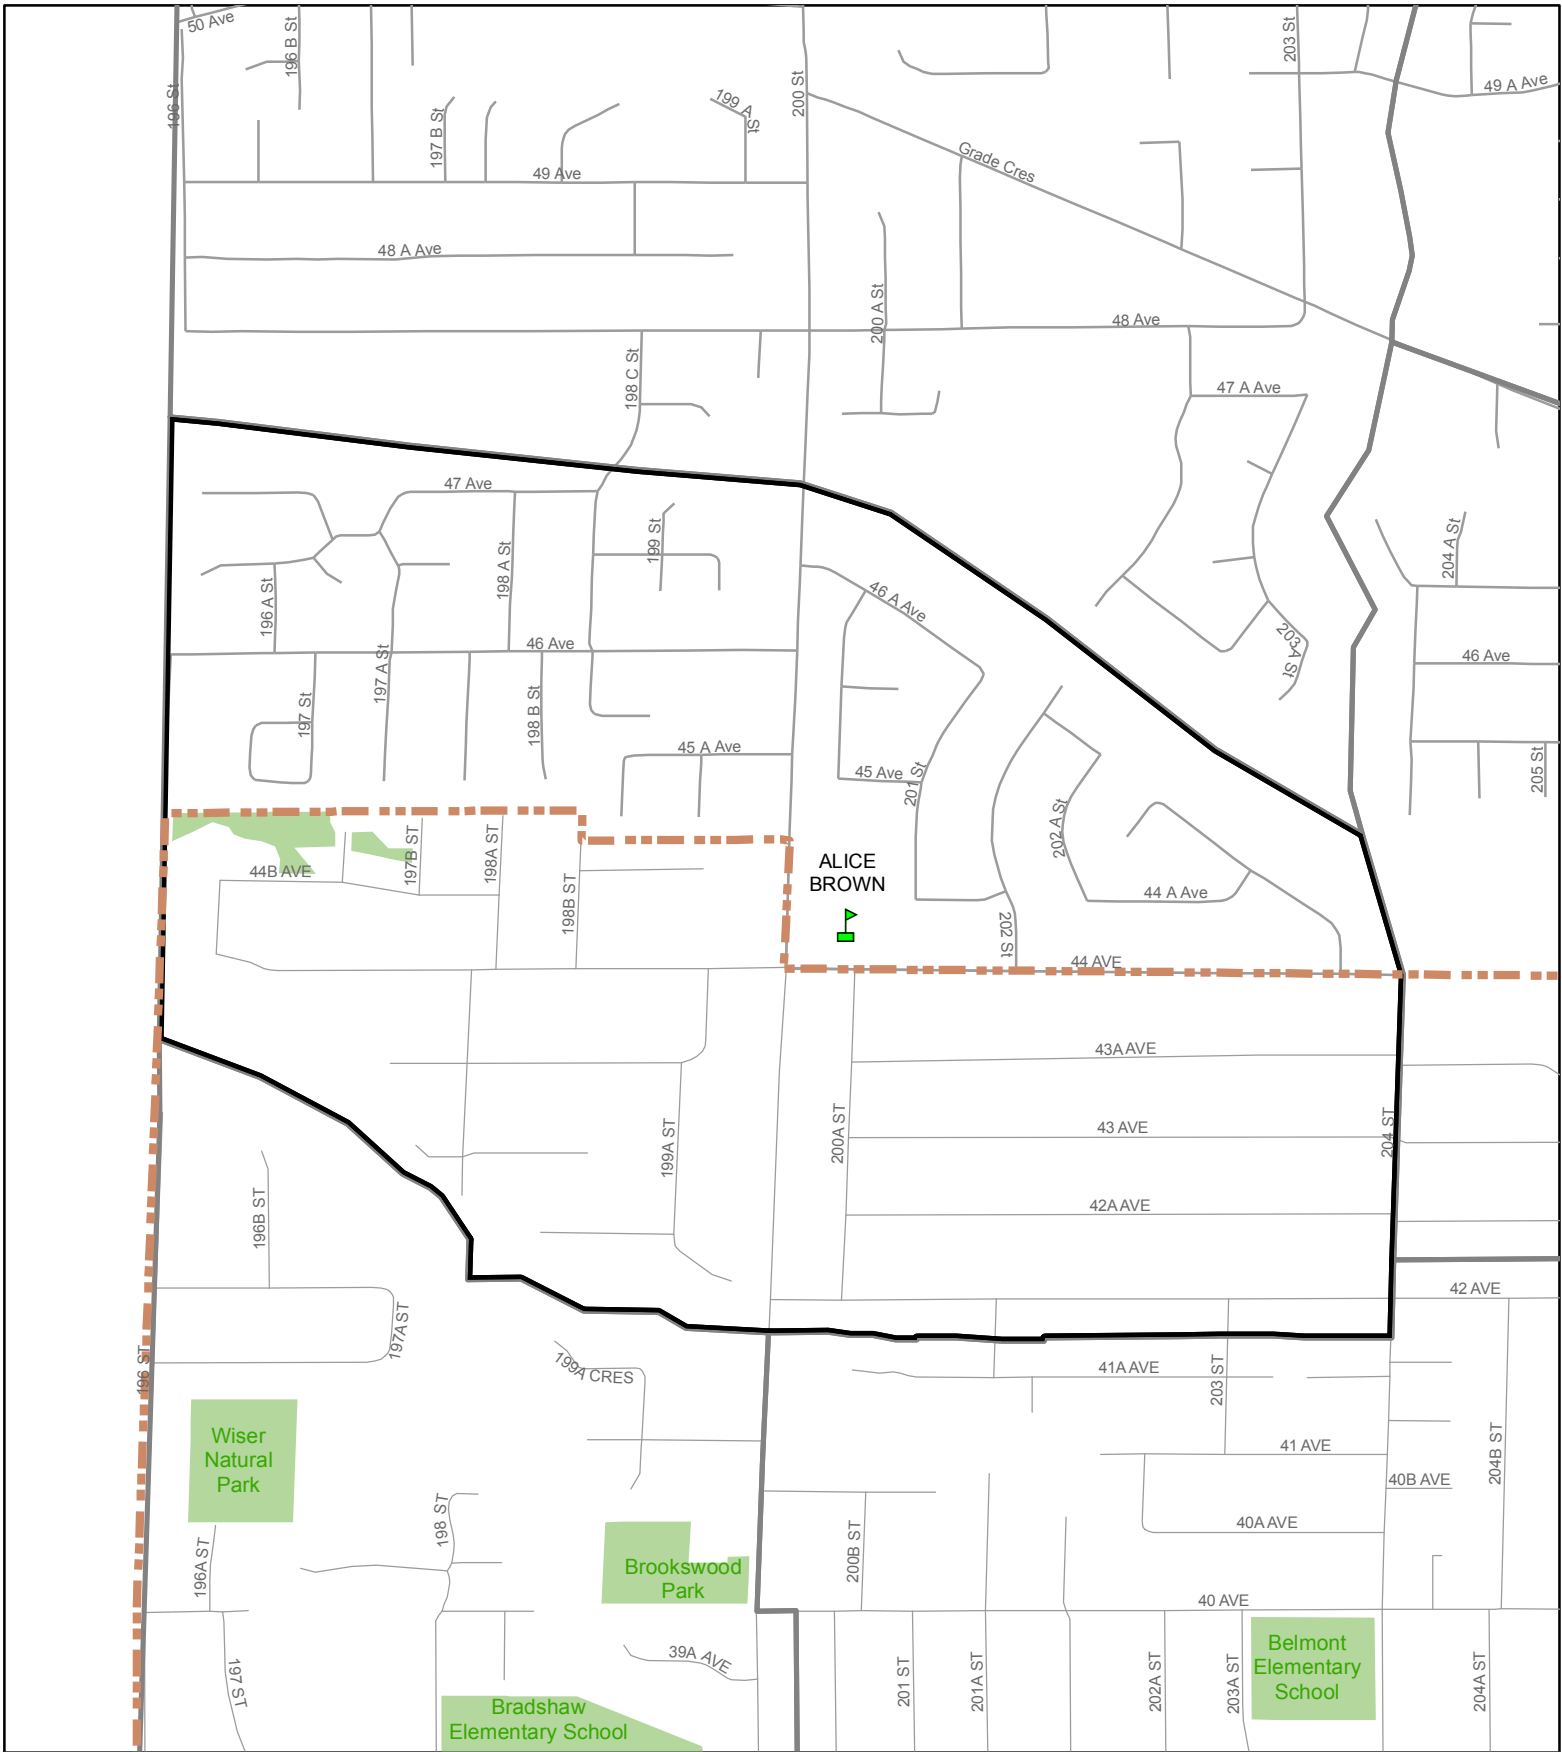 50 Ave
196 B St
196 St
197 B St
199 A St
200 St
203 St
49 A Ave
Grade Cres
49 Ave
48 A Ave
200 A St
48 Ave
198 C St
47 A Ave
47 Ave
199 St
198 A St
196 A St
46 A Ave
204 A St
203 A St
46 Ave
46 Ave
197 A St
197 St
198 B St
45 A Ave
45 Ave
201 St
205 St
202 A St
197B ST
198A ST
44B AVE
198B ST
ALICE
BROWN
44 A Ave
202 St
44 AVE
43A AVE
43 AVE
200A ST
199A ST
204 ST
42A AVE
196B ST
42 AVE
197A ST
196 ST
199A CRES
41A AVE
203 ST
41 AVE
204B ST
40B AVE
Wiser
Natural
Park
198 ST
40A AVE
200B ST
196A ST
Brookswood
Park
40 AVE
39A AVE
197 ST
201 ST
201A ST
202A ST
203A ST
Belmont
Elementary
School
204A ST
Bradshaw
Elementary School